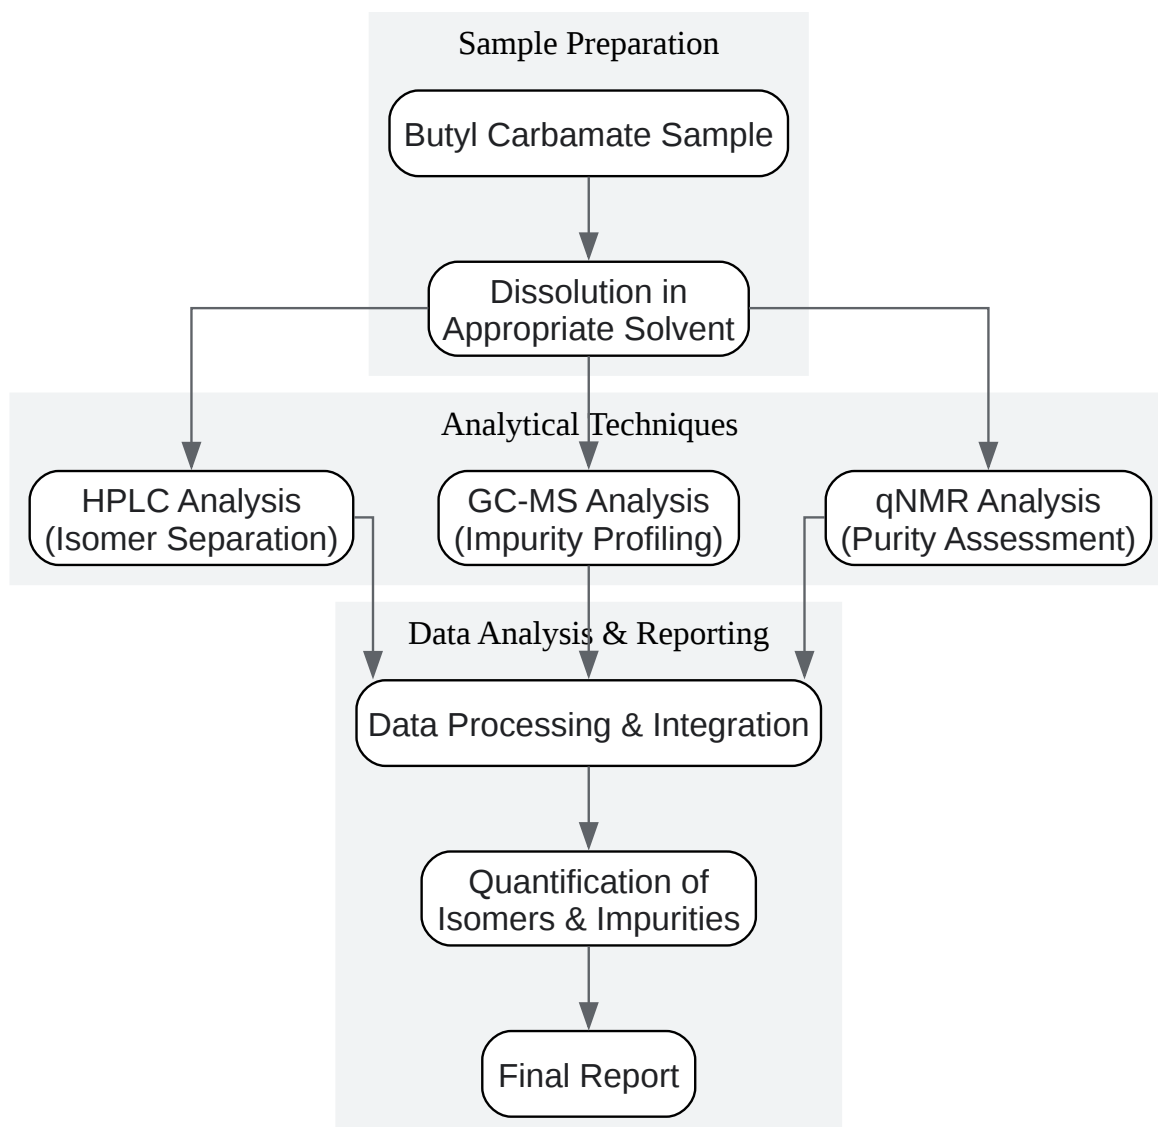 Sample Preparation
Butyl Carbamate Sample
Dissolution in
Appropriate Solvent
Analytical Techniques
HPLC Analysis
(Isomer Separation)
GC-MS Analysis
(Impurity Profiling)
qNMR Analysis
(Purity Assessment)
Data Analysis & Reporting
Data Processing & Integration
Quantification of
Isomers & Impurities
Final Report